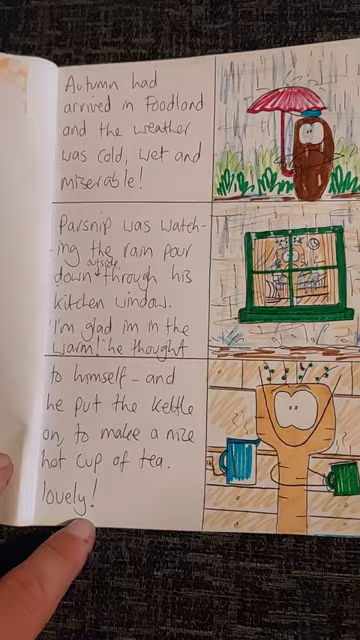 Autumn had
arrived in Foodland
and the weather
was cold, wet and
miserable!
Parsnip was watch-
-ing the rain pour
outside
down through his
kitchen window.
"I'm glad im in the
warm!" he thought
to himself - and
he put the kettle
on, to make a nice
hot cup of tea.
lovely!